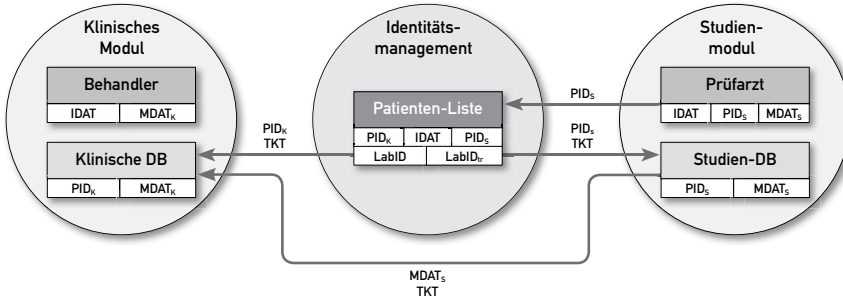 Klinisches
Modul
Behandler
IDAT
MDATK
Klinische DB
PIDK
MDATK
PIDK
TKT
Identitäts-
management
Patienten-Liste
PIDK
IDAT
PIDS
LabID
LabIDtr
PIDS
PIDS
TKT
Studien-
modul
Prüfarzt
IDAT
PIDS
MDATS
Studien-DB
PIDS
MDATS
MDATS
TKT